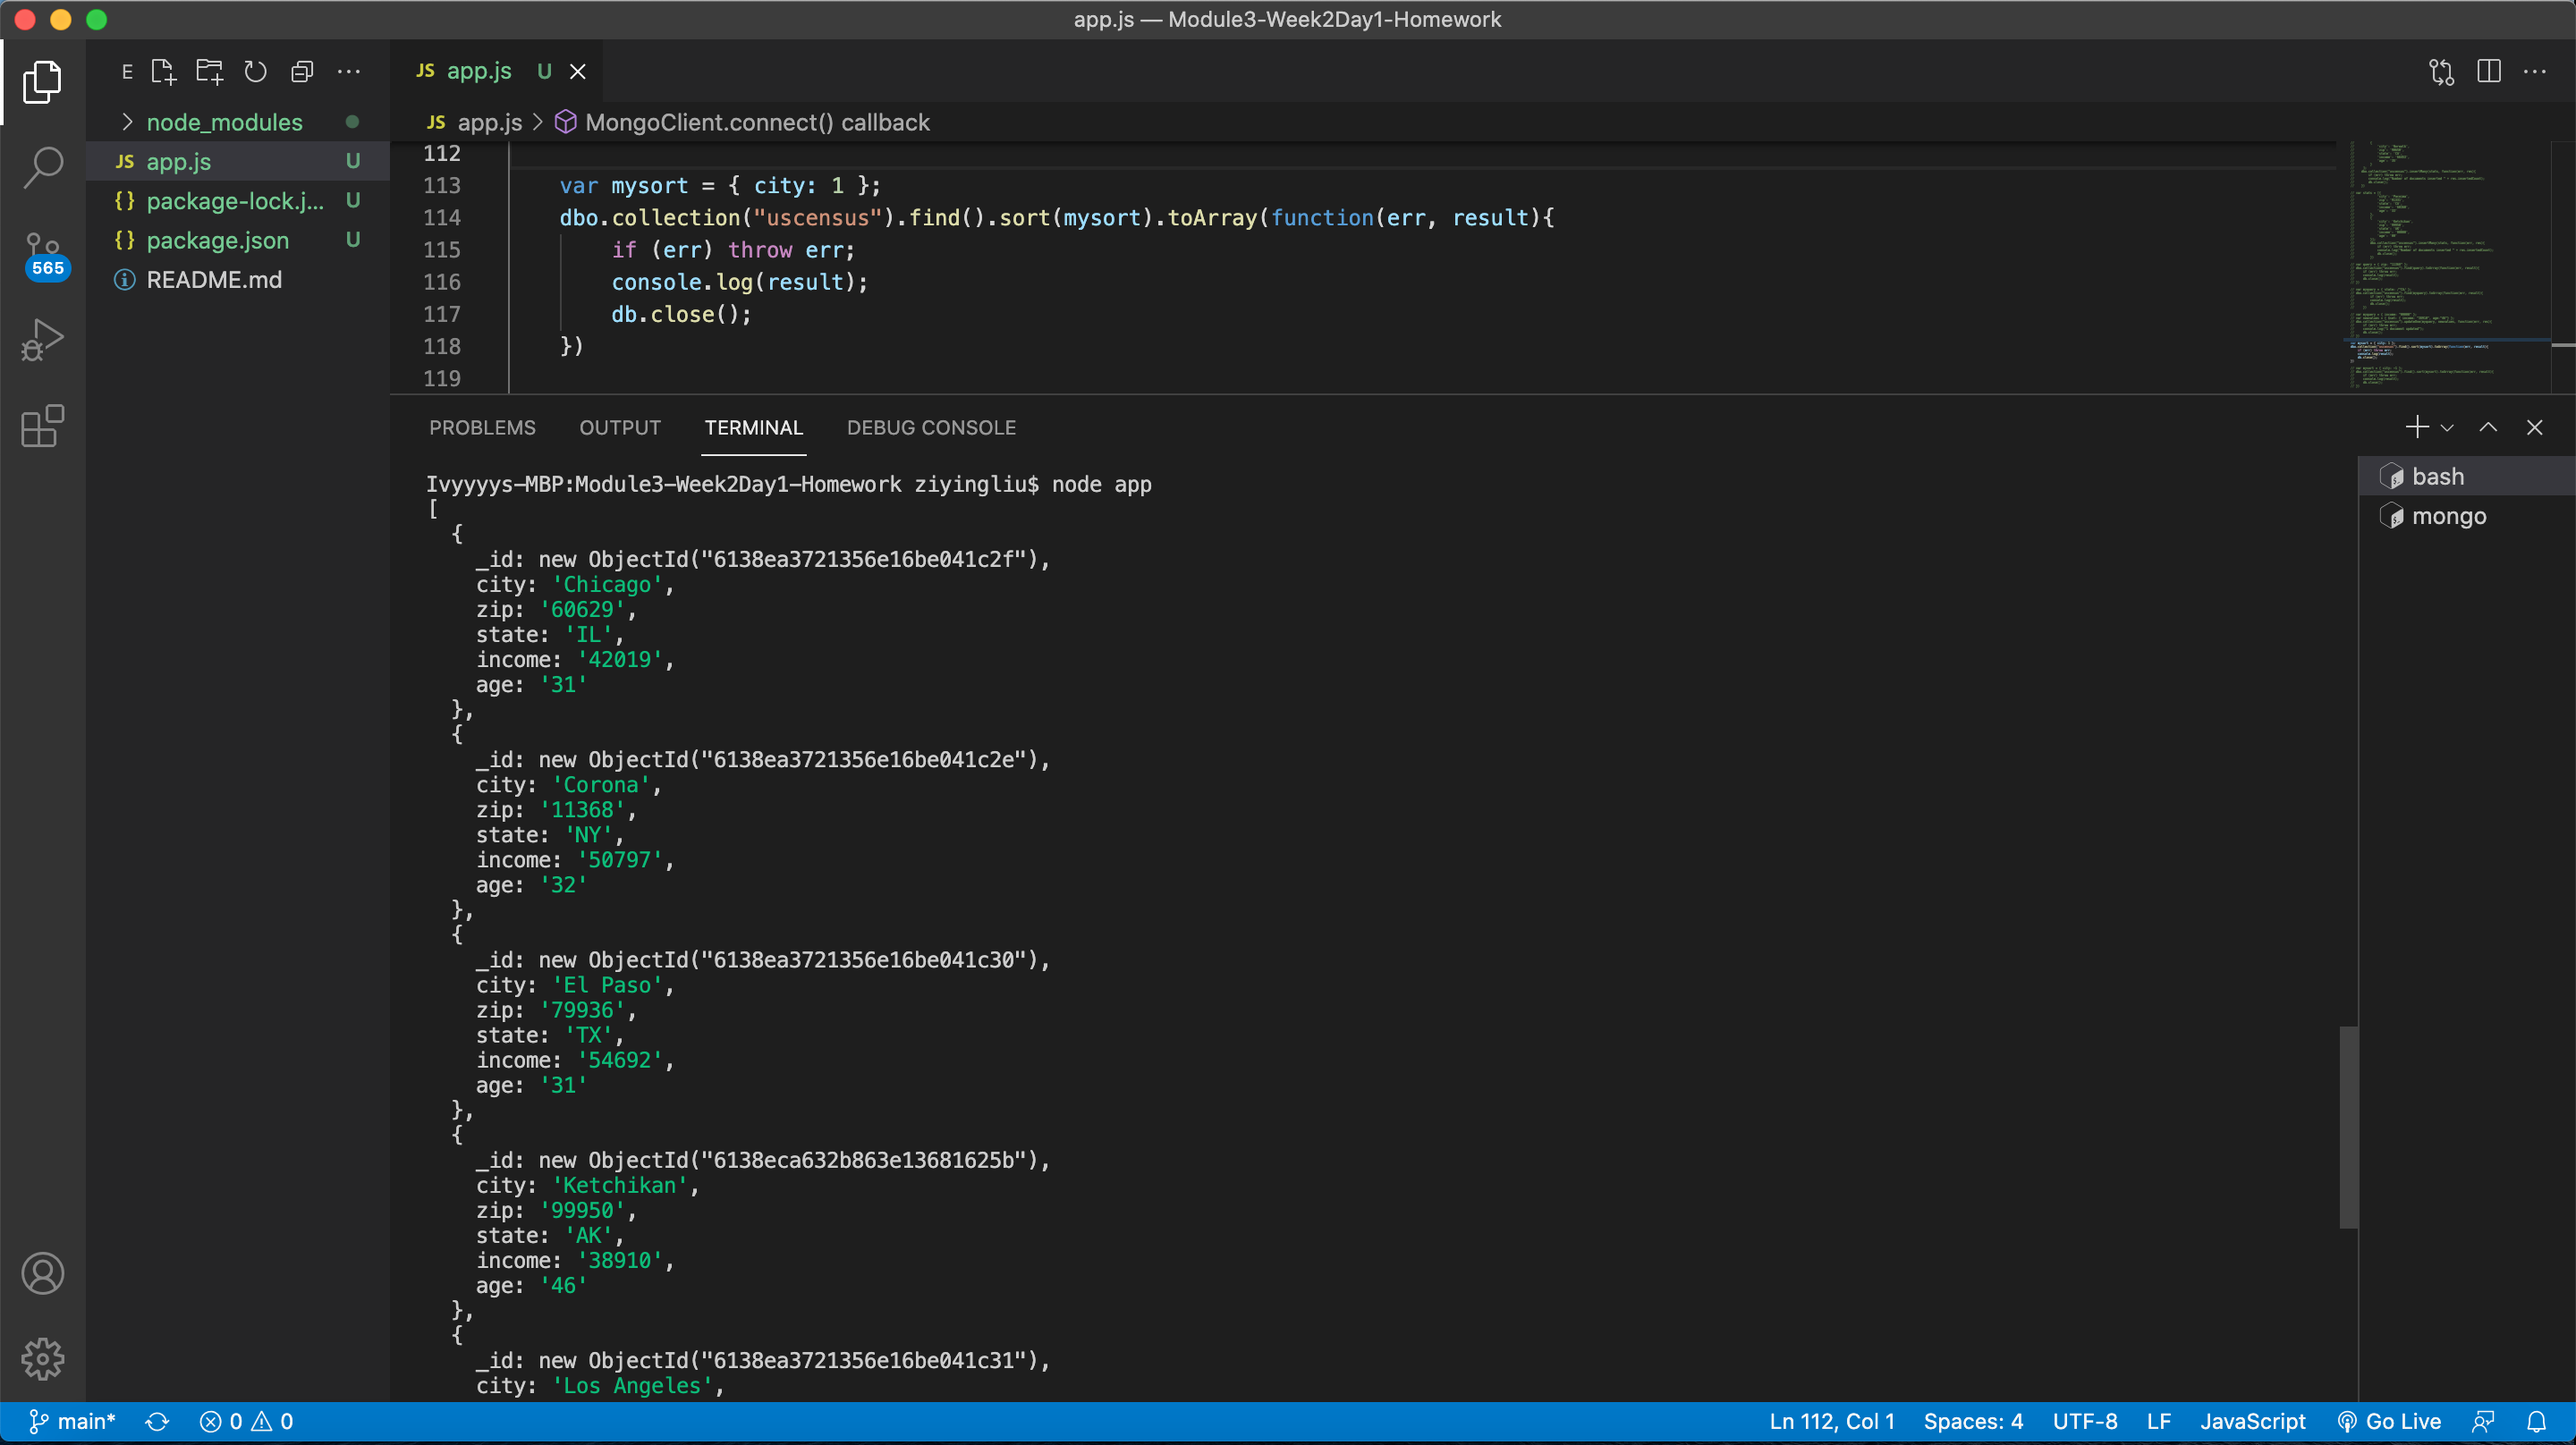 app.js — Module3-Week2Day1-Homework
E
JS app.js U
node_modules
JS app.js U
{} package-lock.j... U
{} package.json U
README.md
565
JS app.js > MongoClient.connect() callback
112
113 var mysort = { city: 1 };
114 dbo.collection("uscensus").find().sort(mysort).toArray(function(err, result){
115 if (err) throw err;
116 console.log(result);
117 db.close();
118 })
119
PROBLEMS OUTPUT TERMINAL DEBUG CONSOLE
bash
mongo
Ivyyyys-MBP:Module3-Week2Day1-Homework ziyingliu$ node app
[
{
_id: new ObjectId("6138ea3721356e16be041c2f"),
city: 'Chicago',
zip: '60629',
state: 'IL',
income: '42019',
age: '31'
},
{
_id: new ObjectId("6138ea3721356e16be041c2e"),
city: 'Corona',
zip: '11368',
state: 'NY',
income: '50797',
age: '32'
},
{
_id: new ObjectId("6138ea3721356e16be041c30"),
city: 'El Paso',
zip: '79936',
state: 'TX',
income: '54692',
age: '31'
},
{
_id: new ObjectId("6138eca632b863e13681625b"),
city: 'Ketchikan',
zip: '99950',
state: 'AK',
income: '38910',
age: '46'
},
{
_id: new ObjectId("6138ea3721356e16be041c31"),
city: 'Los Angeles',
main* 0 0 Ln 112, Col 1 Spaces: 4 UTF-8 LF JavaScript Go Live